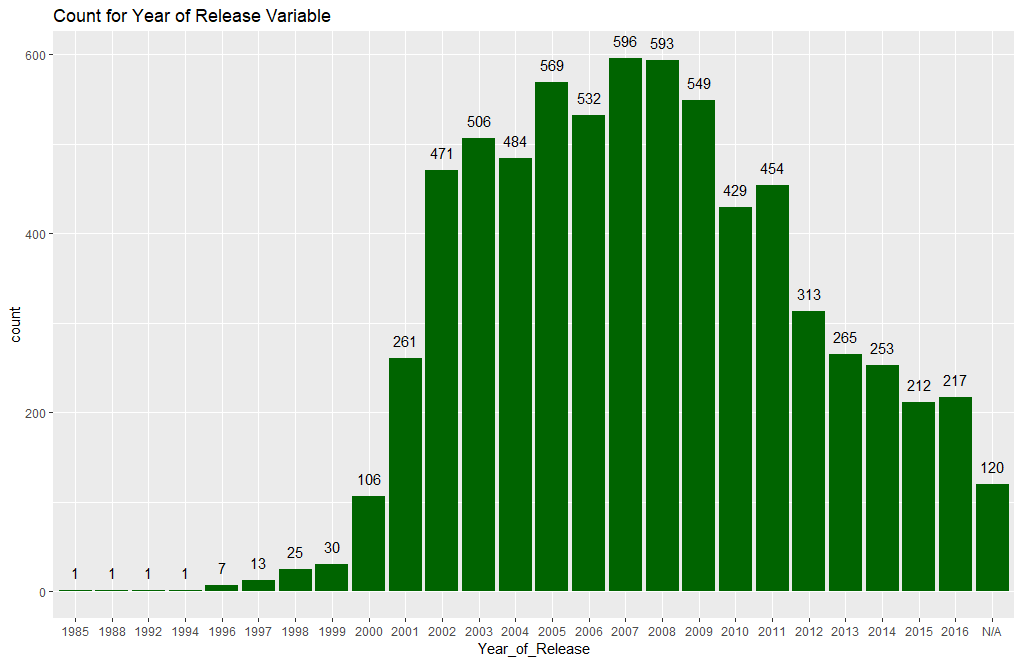 Count for Year of Release Variable
600
400
200
0
count
1 1 1 1 7 13 25 30 106 261 471 506 484 569 532 596 593 549 429 454 313 265 253 212 217 120
1985 1988 1992 1994 1996 1997 1998 1999 2000 2001 2002 2003 2004 2005 2006 2007 2008 2009 2010 2011 2012 2013 2014 2015 2016 N/A
Year_of_Release